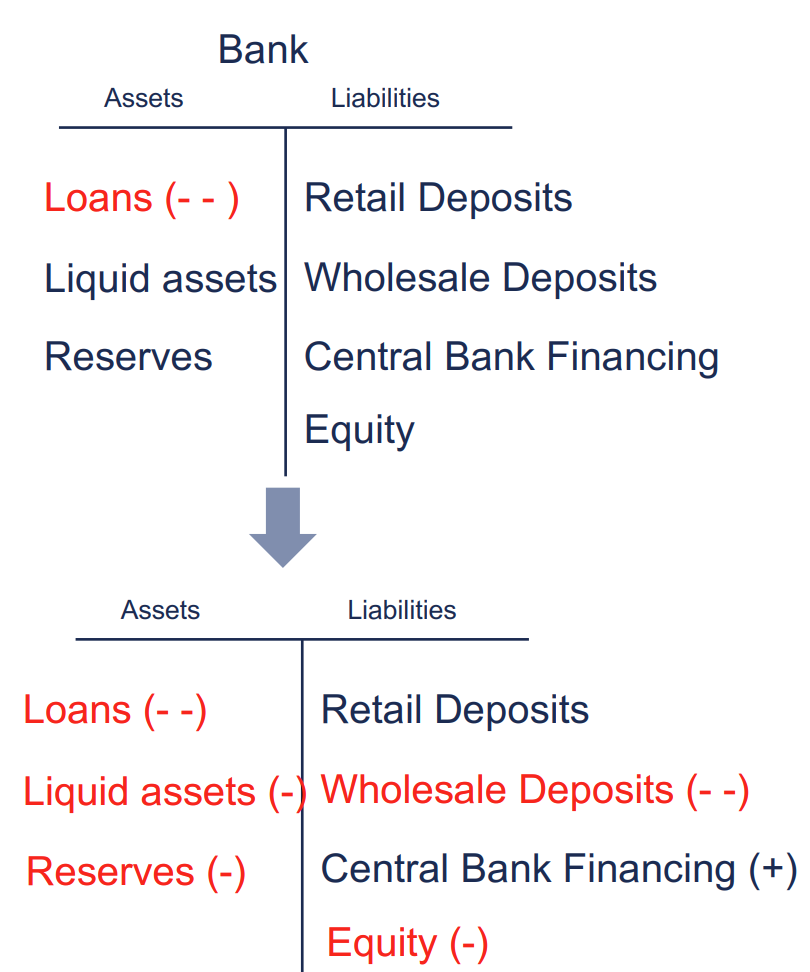 Bank
Assets Liabilities
Loans (- - ) Retail Deposits
Liquid assets Wholesale Deposits
Reserves Central Bank Financing
Equity
Assets Liabilities
Loans (- -) Retail Deposits
Liquid assets (-) Wholesale Deposits (- -)
Reserves (-) Central Bank Financing (+)
Equity (-)